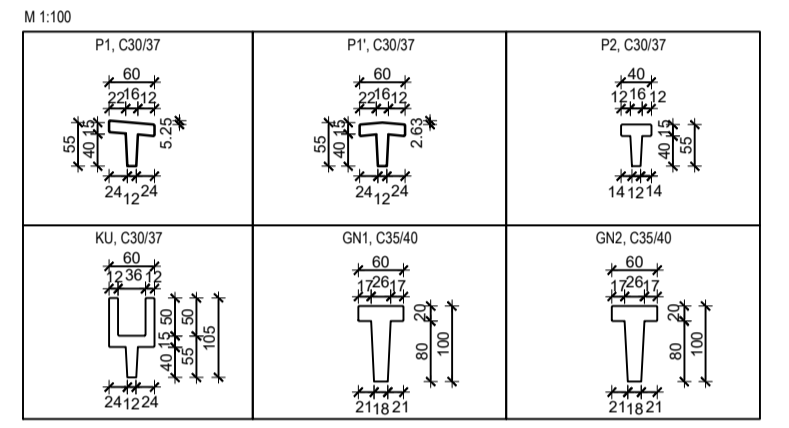 M 1:100
P1, C30/37
60
22 16 12
55
40 15
5.25
24 12 24
P1', C30/37
60
22 16 12
55
40 15
2.63
24 12 24
P2, C30/37
40
12 16 12
40 15
55
14 12 14
KU, C30/37
60
12 36 12
40 15 50
55 50
105
24 12 24
GN1, C35/40
60
17 26 17
80 20
100
21 18 21
GN2, C35/40
60
17 26 17
80 20
100
21 18 21